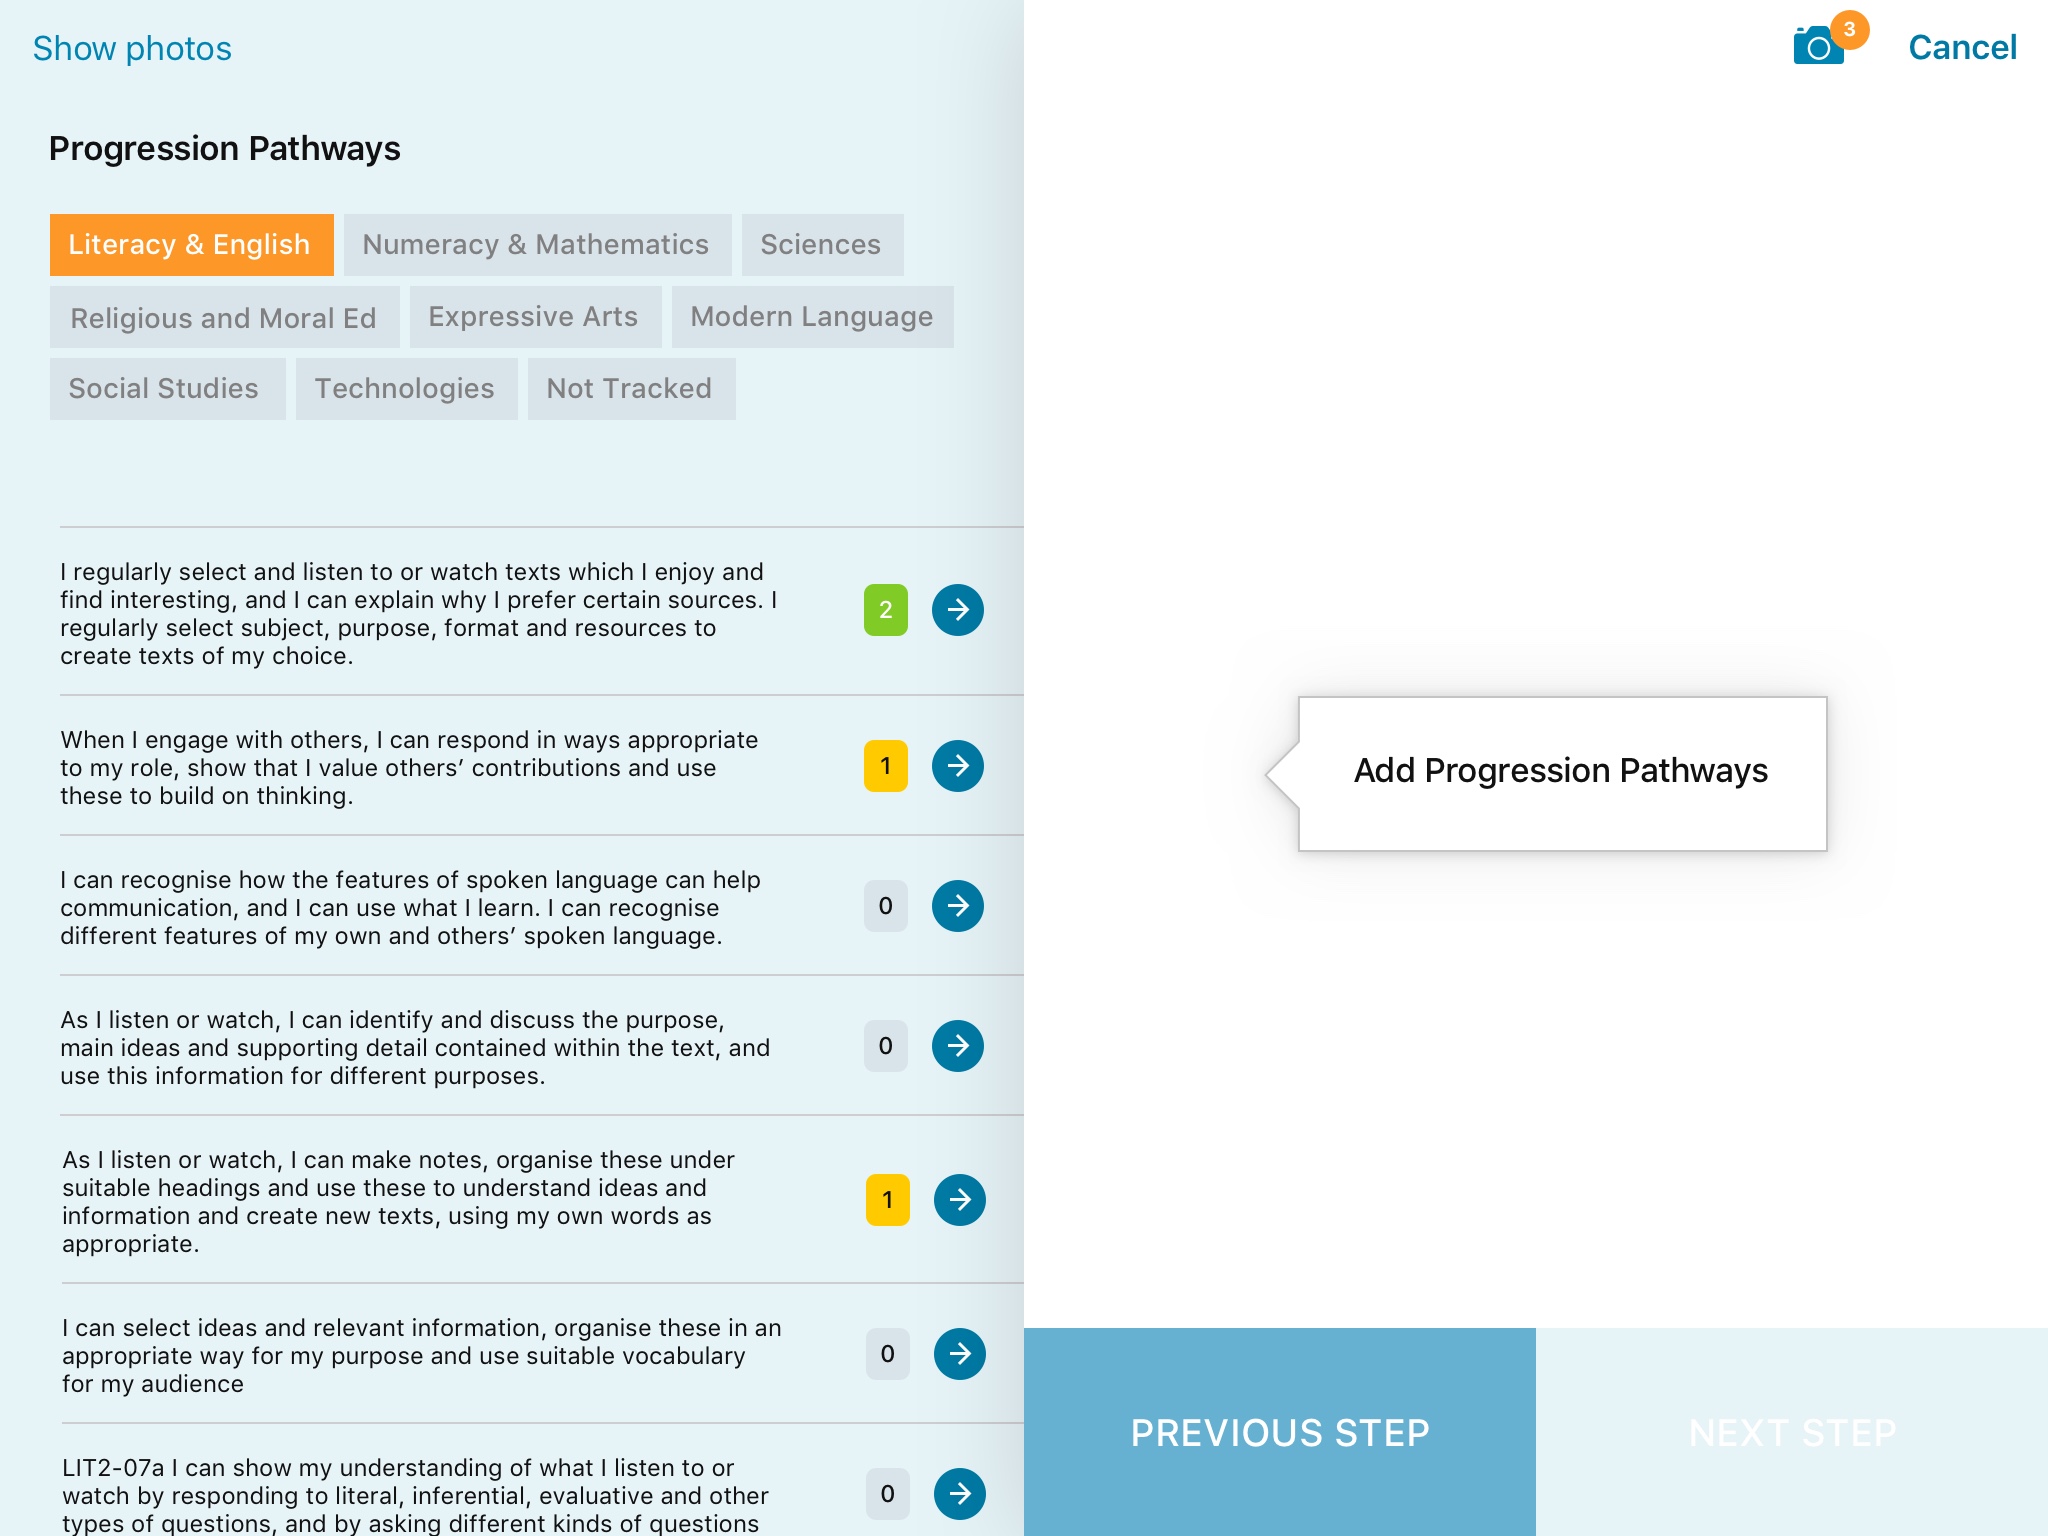 Show photos
3
Cancel
Progression Pathways
Literacy & English
Numeracy & Mathematics
Sciences
Religious and Moral Ed
Expressive Arts
Modern Language
Social Studies
Technologies
Not Tracked
I regularly select and listen to or watch texts which I enjoy and
find interesting, and I can explain why I prefer certain sources. I
regularly select subject, purpose, format and resources to
create texts of my choice.
2
When I engage with others, I can respond in ways appropriate
to my role, show that I value others’ contributions and use
these to build on thinking.
1
I can recognise how the features of spoken language can help
communication, and I can use what I learn. I can recognise
different features of my own and others’ spoken language.
0
As I listen or watch, I can identify and discuss the purpose,
main ideas and supporting detail contained within the text, and
use this information for different purposes.
0
As I listen or watch, I can make notes, organise these under
suitable headings and use these to understand ideas and
information and create new texts, using my own words as
appropriate.
1
I can select ideas and relevant information, organise these in an
appropriate way for my purpose and use suitable vocabulary
for my audience
0
LIT2-07a I can show my understanding of what I listen to or
watch by responding to literal, inferential, evaluative and other
types of questions, and by asking different kinds of questions
0
Add Progression Pathways
PREVIOUS STEP
NEXT STEP